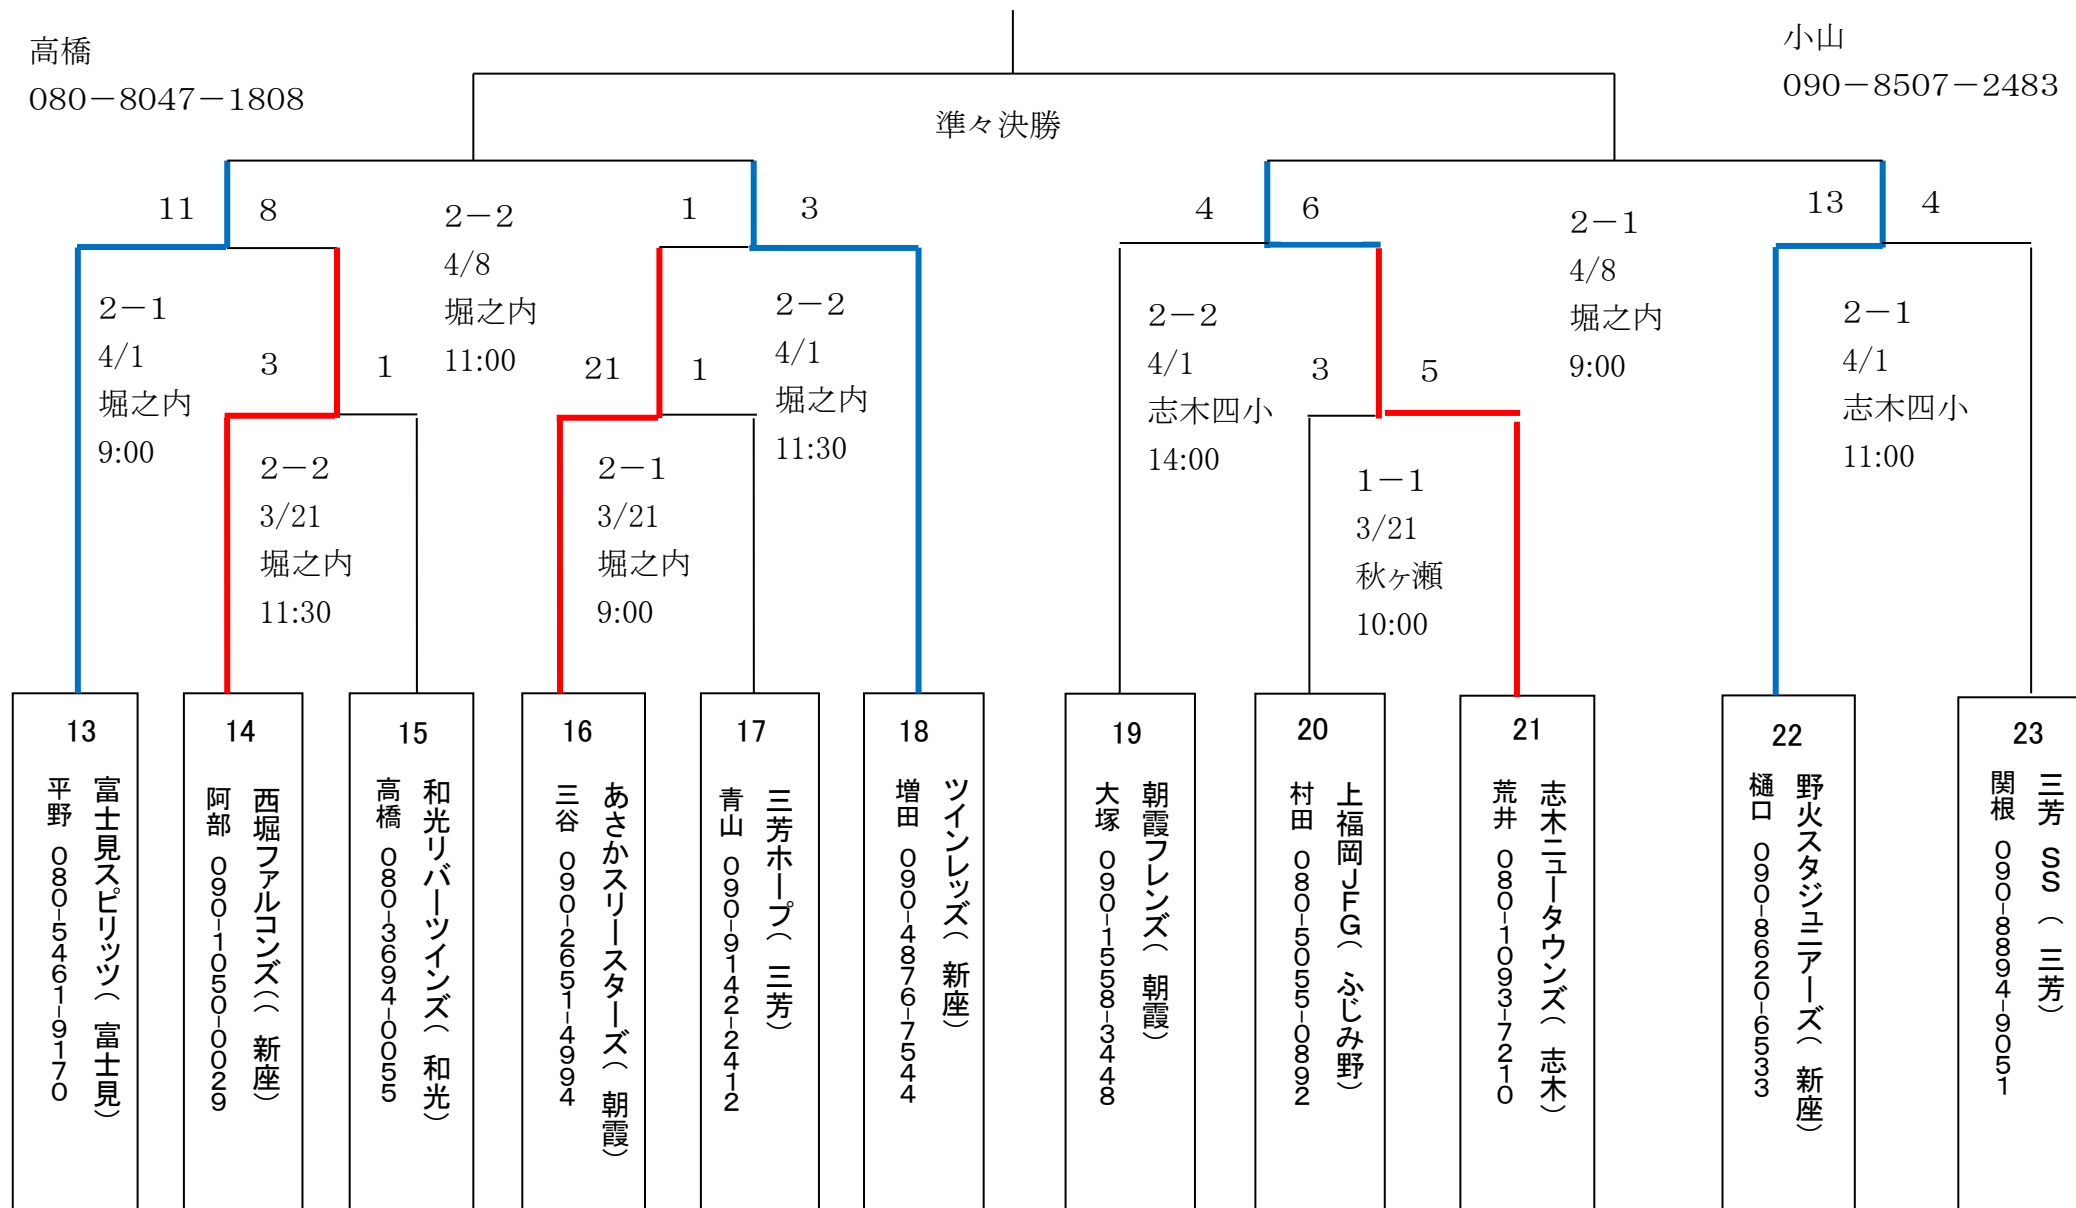 高橋
080－8047－1808
小山
090－8507－2483
準々決勝
11
8
2－2
4/8
堀之内
11:00
1
3
4
6
2－1
4/8
堀之内
9:00
13
4
2－1
4/1
堀之内
9:00
3
1
21
1
2－2
4/1
堀之内
11:30
2－2
4/1
志木四小
14:00
3
5
2－1
4/1
志木四小
11:00
2－2
3/21
堀之内
11:30
2－1
3/21
堀之内
9:00
1－1
3/21
秋ヶ瀬
10:00
13
富士見スピリッツ（ 富士見）
平野 080-5461-9170
14
西堀ファルコンズ（（ 新座）
阿部 090-1050-0029
15
和光リバーツインズ（ 和光）
高橋 080-3694-0055
16
あさかスリースターズ（ 朝霞）
三谷 090-2651-4994
17
三芳ホープ（ 三芳）
青山 090-9142-2412
18
ツインレッズ（ 新座）
増田 090-4876-7544
19
朝霞フレンズ（ 朝霞）
大塚 090-1558-3448
20
上福岡JFG（ ふじみ野）
村田 080-5055-0892
21
志木ニュータウンズ（ 志木）
荒井 080-1093-7210
22
野火スタジュニアーズ（ 新座）
樋口 090-8620-6533
23
三芳 SS （ 三芳）
関根 090-8894-9051